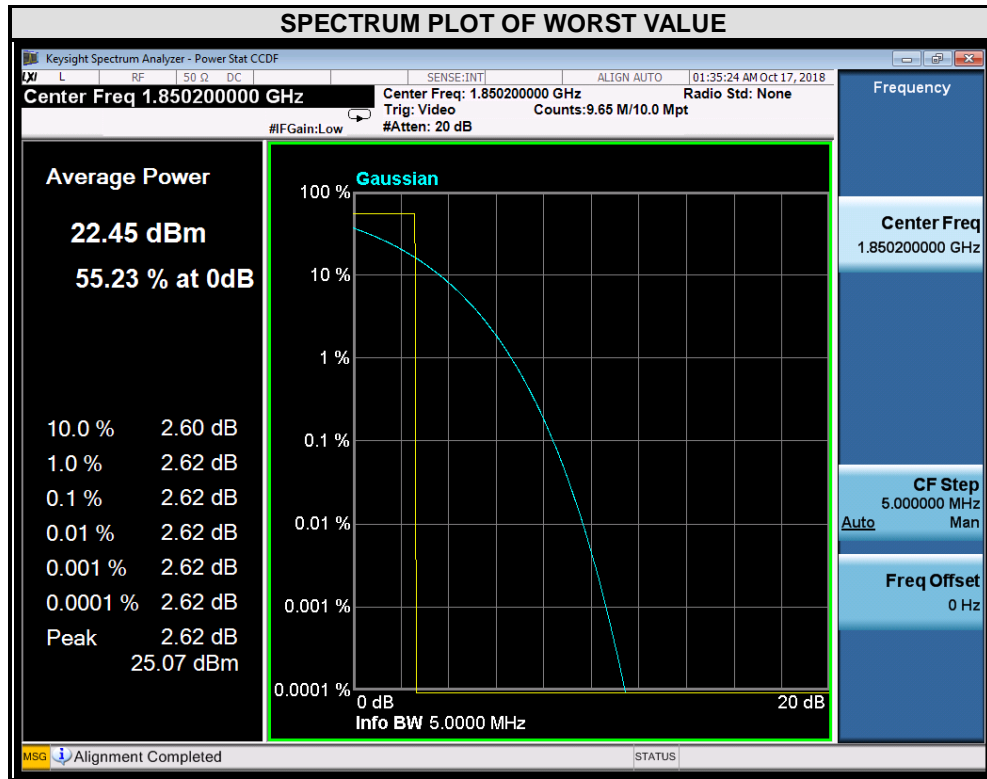 SPECTRUM PLOT OF WORST VALUE
Keysight Spectrum Analyzer - Power Stat CCDF
LXI L RF 50 Ω DC SENSE:INT ALIGN AUTO 01:35:24 AM Oct 17, 2018
Center Freq 1.850200000 GHz
Center Freq: 1.850200000 GHz Radio Std: None
Trig: Video Counts:9.65 M/10.0 Mpt
#IFGain:Low #Atten: 20 dB
Frequency
Average Power
22.45 dBm
55.23 % at 0dB
10.0 % 2.60 dB
1.0 % 2.62 dB
0.1 % 2.62 dB
0.01 % 2.62 dB
0.001 % 2.62 dB
0.0001 % 2.62 dB
Peak 2.62 dB
25.07 dBm
Gaussian
100 %
10 %
1 %
0.1 %
0.01 %
0.001 %
0.0001 %
0 dB 20 dB
Info BW 5.0000 MHz
Center Freq
1.850200000 GHz
CF Step
5.000000 MHz
Auto Man
Freq Offset
0 Hz
MSG Alignment Completed STATUS